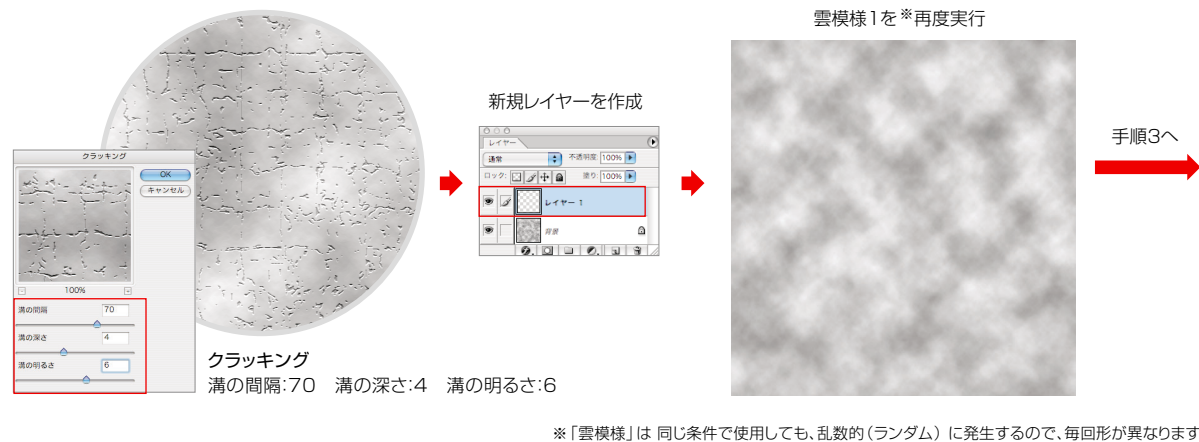 雲模様1を※再度実行
新規レイヤーを作成
手順3へ
レイヤー
通常
不透明度: 100%
ロック:
塗り: 100%
レイヤー 1
背景
クラッキング
OK
キャンセル
100%
溝の間隔 70
溝の深さ 4
溝の明るさ 6
クラッキング
溝の間隔:70 溝の深さ:4 溝の明るさ:6
※「雲模様」は 同じ条件で使用しても、乱数的(ランダム) に発生するので、毎回形が異なります